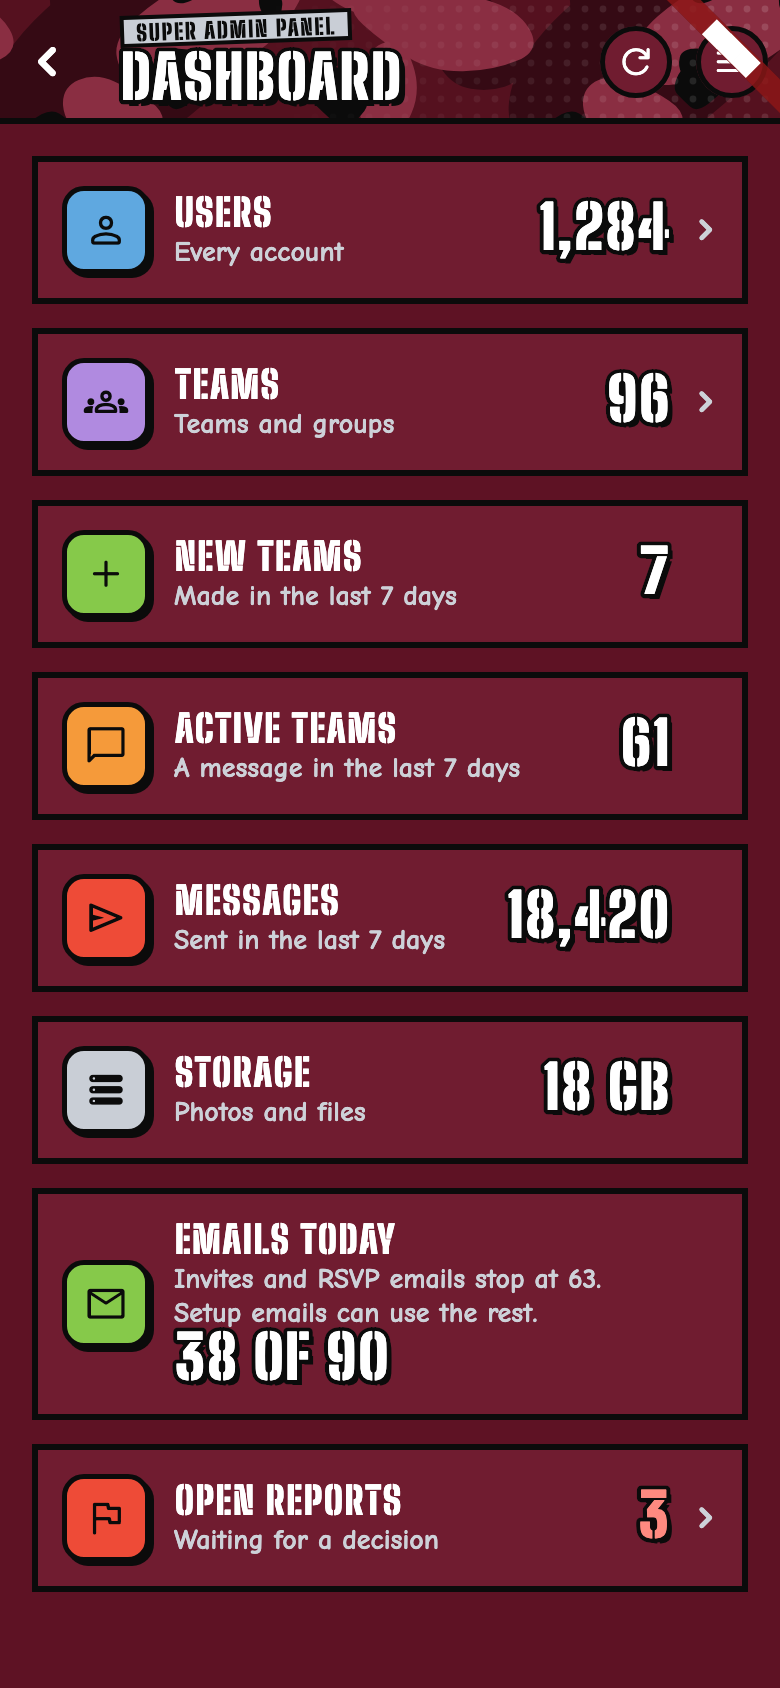 SUPER ADMIN PANEL
DASHBOARD
USERS
Every account
1,284
TEAMS
Teams and groups
96
NEW TEAMS
Made in the last 7 days
7
ACTIVE TEAMS
A message in the last 7 days
61
MESSAGES
Sent in the last 7 days
18,420
STORAGE
Photos and files
18 GB
EMAILS TODAY
Invites and RSVP emails stop at 63.
Setup emails can use the rest.
38 OF 90
OPEN REPORTS
Waiting for a decision
3